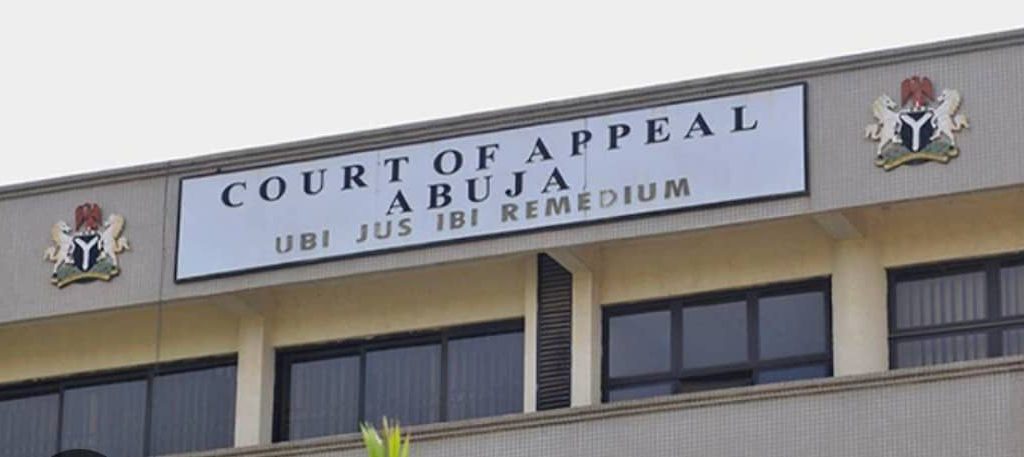 COURT OF APPEAL
ABUJA
UBI JUS IBI REMEDIUM